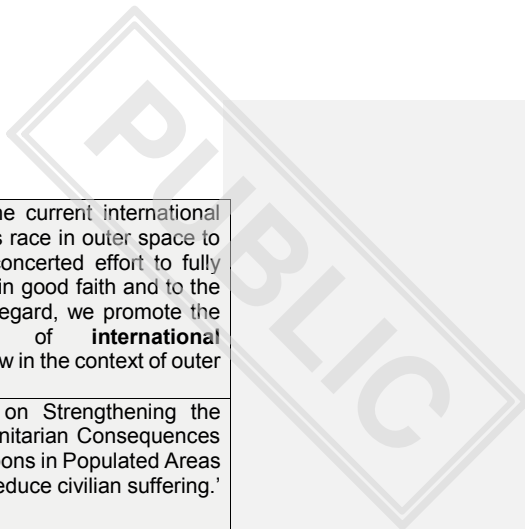 ne current international
s race in outer space to
concerted effort to fully
in good faith and to the
egard, we promote the
of international
w in the context of outer
on Strengthening the
nitarian Consequences
ons in Populated Areas
educe civilian suffering.'
PUBLIC